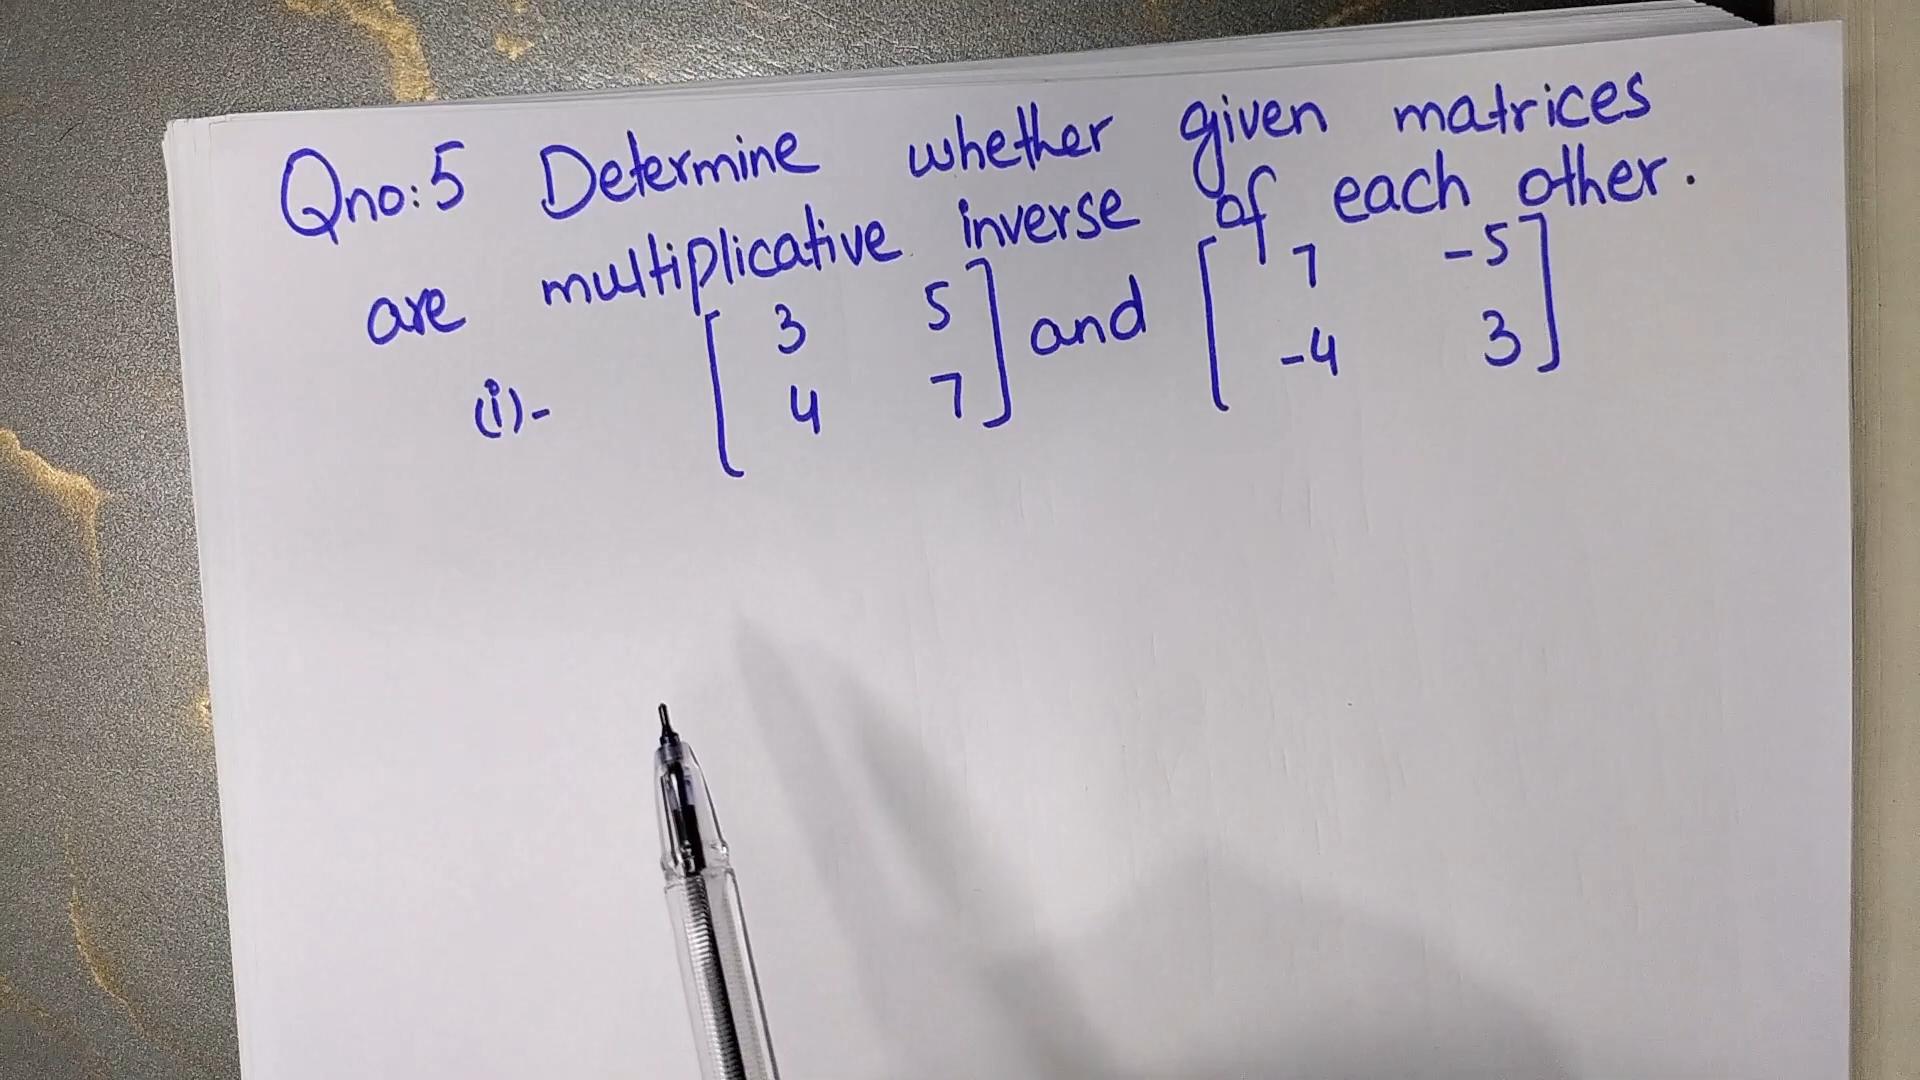 Qno:5 Determine whether given matrices
are multiplicative inverse of each other.
(i)- [ 3 5 ] and [ 7 -5 ]
[ 4 7 ] [ -4 3 ]